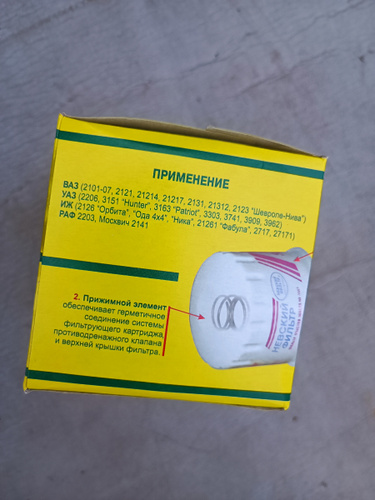 ПРИМЕНЕНИЕ
ВАЗ (2101-07, 2121, 21214, 21217, 2131, 21312, 2123 "Шевроле-Нива")
УАЗ (2206, 3151 "Hunter", 3163 "Patriot", 3303, 3741, 3909, 3962)
ИЖ (2126 "Орбита", "Ода 4х4", "Ника", 21261 "Фабула", 2717, 27171)
РАФ 2203, Москвич 2141
2. Прижимной элемент
обеспечивает герметичное
соединение системы
фильтрующего картриджа,
противодренажного клапана
и верхней крышки фильтра.
НЕВСКИЙ
ФИЛЬТР